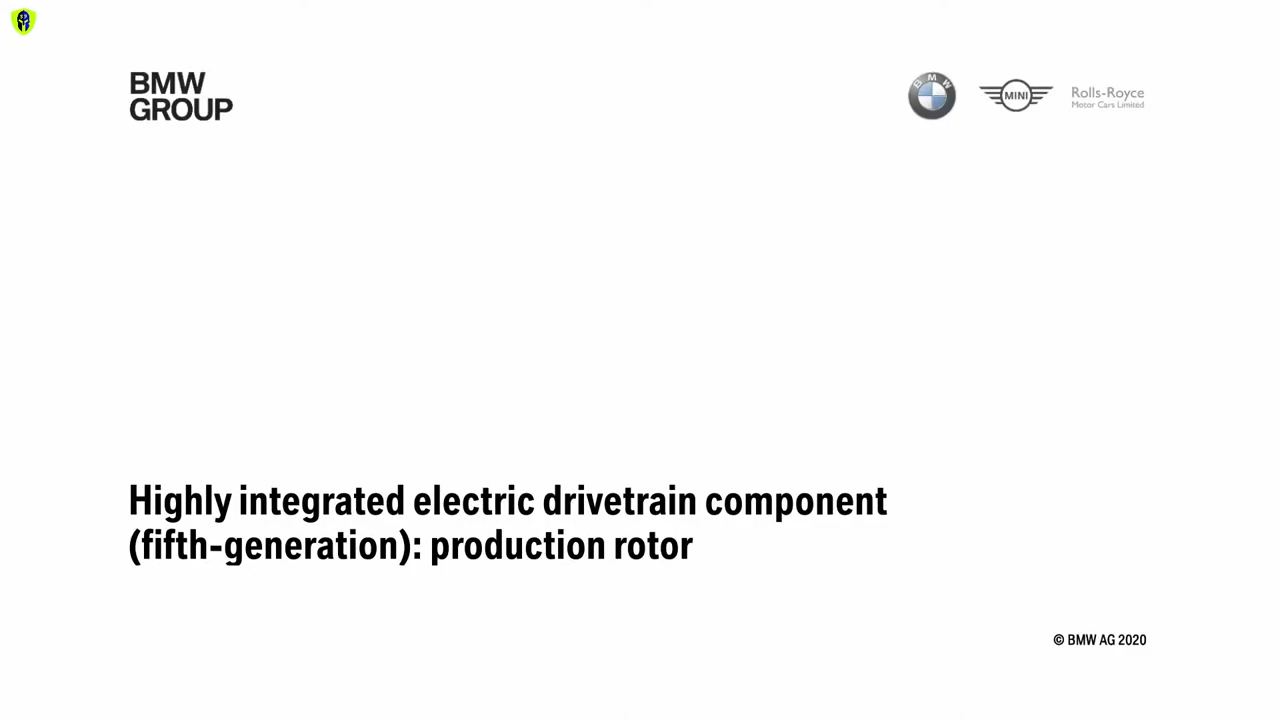 BMW
GROUP
BMW
MINI
Rolls-Royce
Motor Cars Limited
Highly integrated electric drivetrain component
(fifth-generation): production rotor
© BMW AG 2020